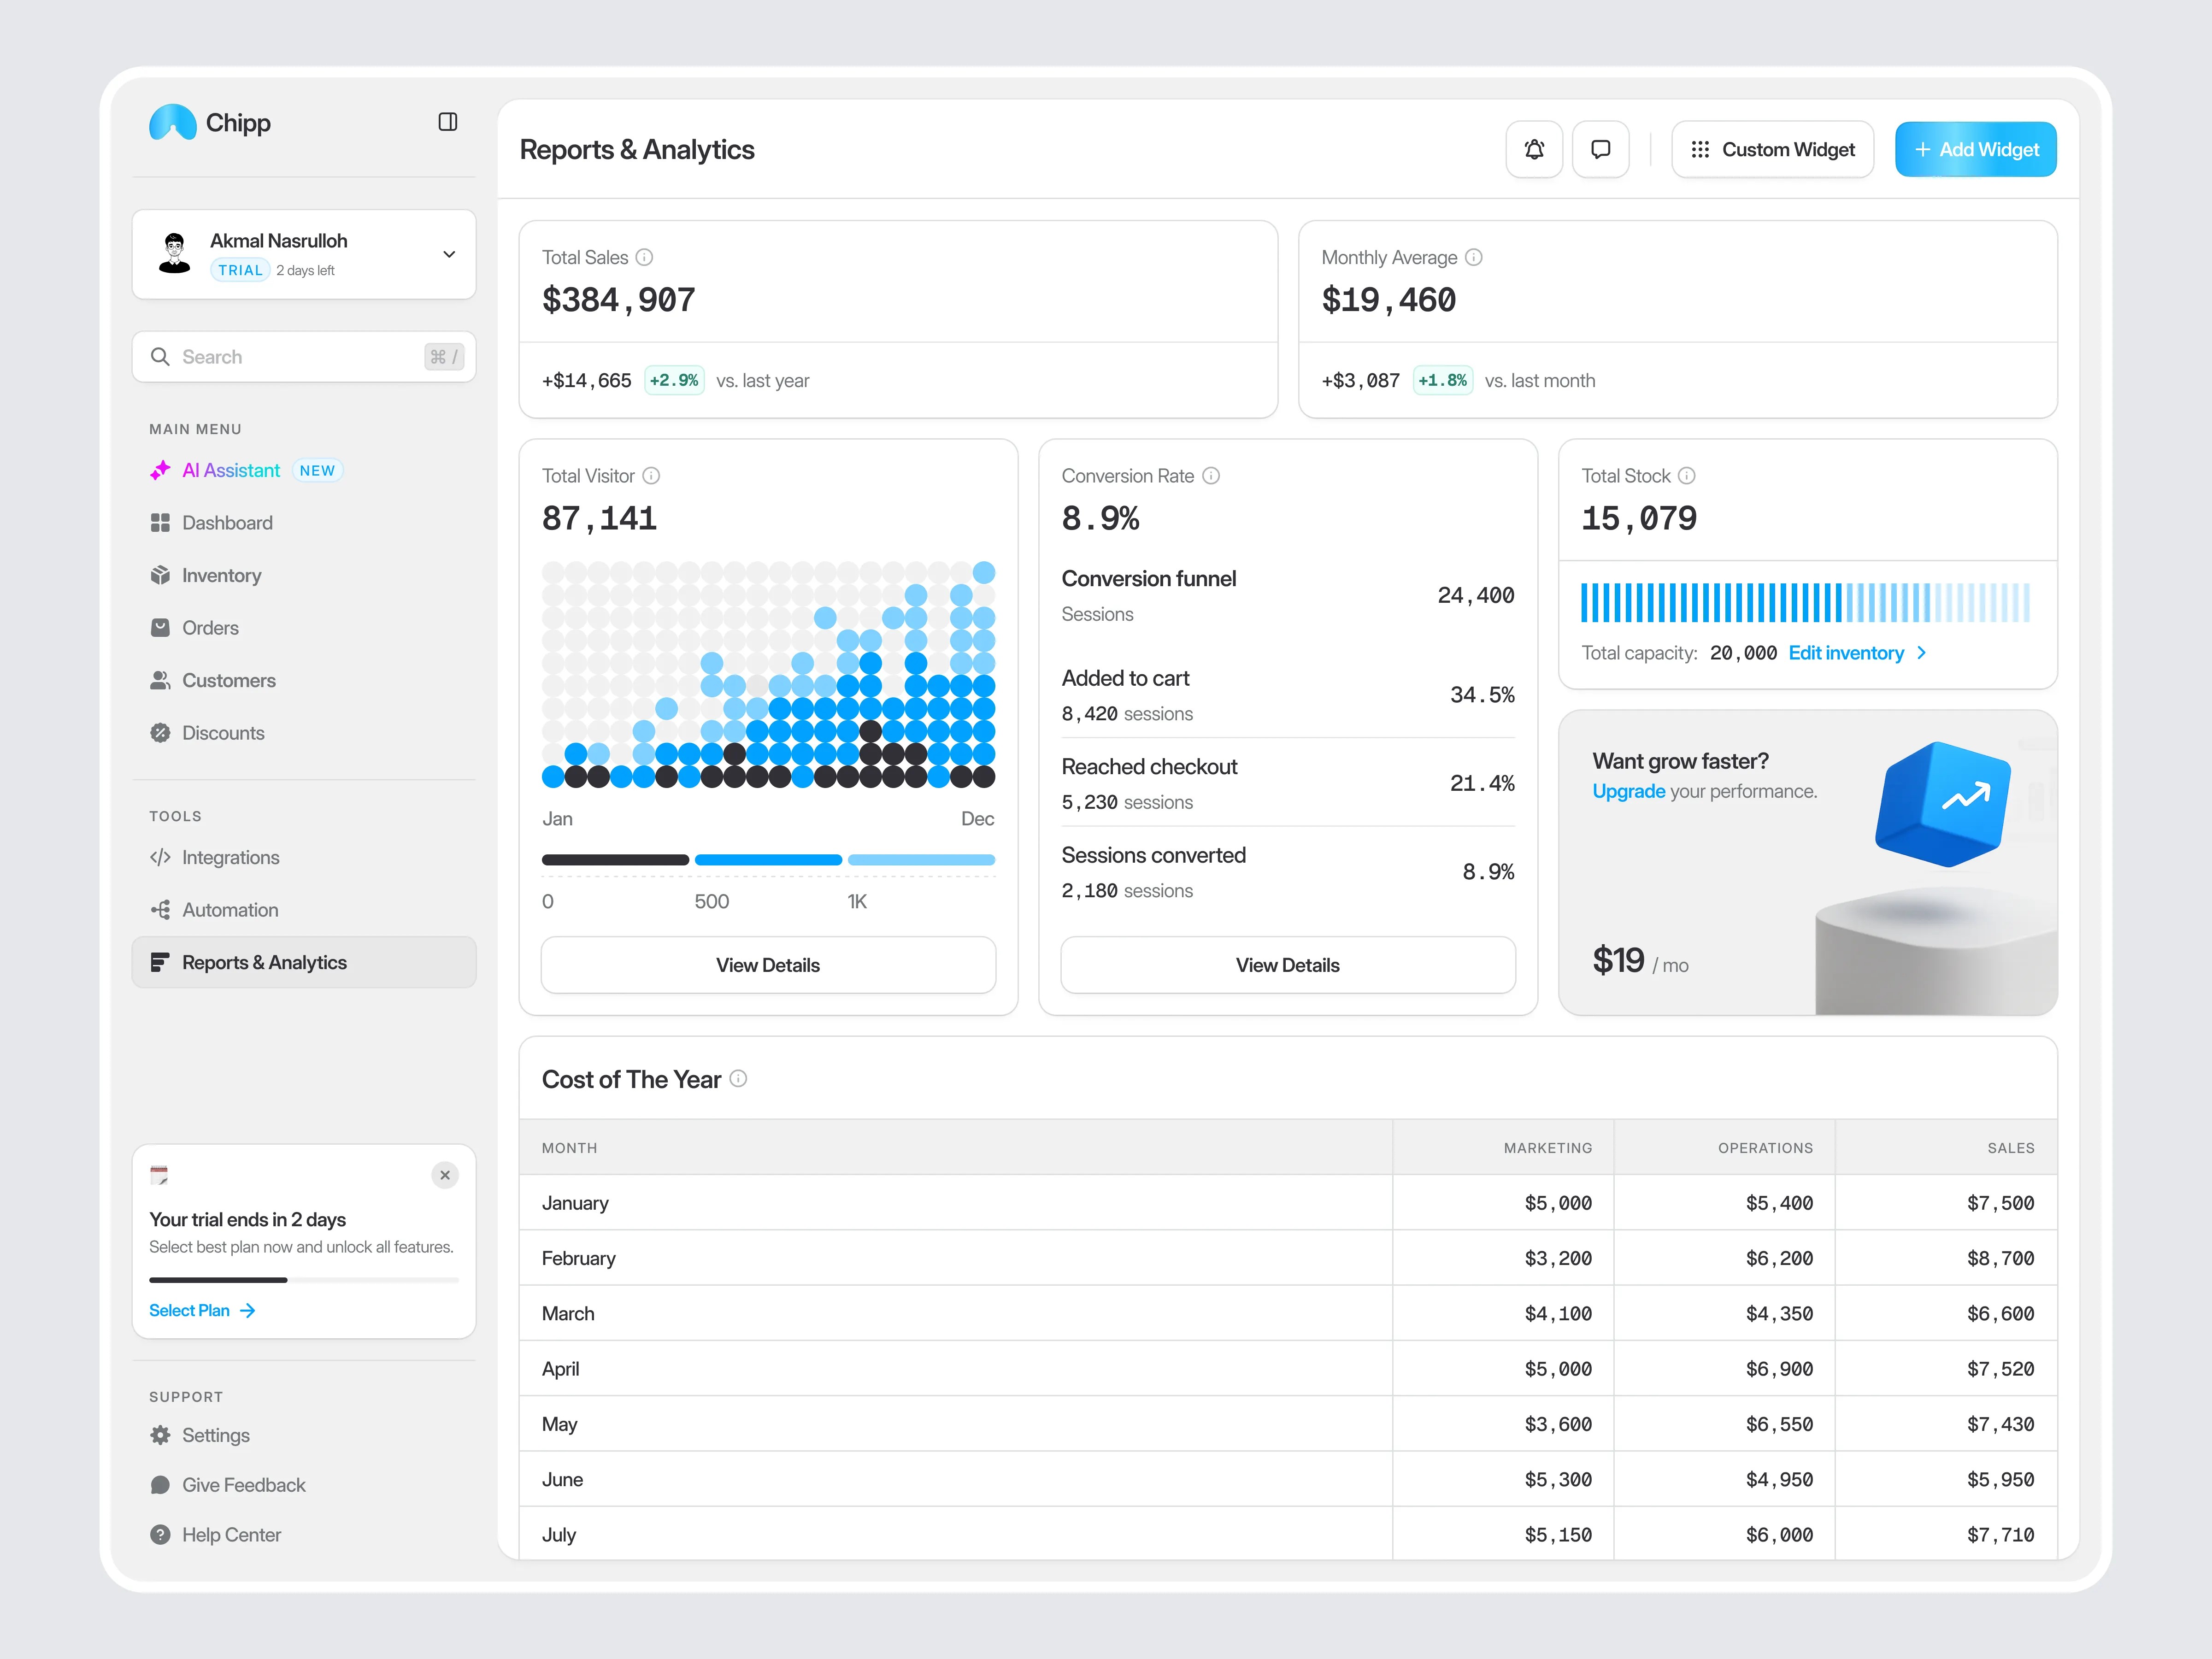 Chipp
Akmal Nasrulloh
TRIAL 2 days left
Search ⌘ /
MAIN MENU
AI Assistant NEW
Dashboard
Inventory
Orders
Customers
Discounts
TOOLS
Integrations
Automation
Reports & Analytics
Your trial ends in 2 days
Select best plan now and unlock all features.
Select Plan →
SUPPORT
Settings
Give Feedback
Help Center
Reports & Analytics
Custom Widget
+ Add Widget
Total Sales
$384,907
+$14,665 +2.9% vs. last year
Monthly Average
$19,460
+$3,087 +1.8% vs. last month
Total Visitor
87,141
Jan Dec
0 500 1K
View Details
Conversion Rate
8.9%
Conversion funnel
Sessions
24,400
Added to cart
8,420 sessions
34.5%
Reached checkout
5,230 sessions
21.4%
Sessions converted
2,180 sessions
8.9%
View Details
Total Stock
15,079
Total capacity: 20,000 Edit inventory >
Want grow faster?
Upgrade your performance.
$19 / mo
Cost of The Year
MONTH MARKETING OPERATIONS SALES
January $5,000 $5,400 $7,500
February $3,200 $6,200 $8,700
March $4,100 $4,350 $6,600
April $5,000 $6,900 $7,520
May $3,600 $6,550 $7,430
June $5,300 $4,950 $5,950
July $5,150 $6,000 $7,710